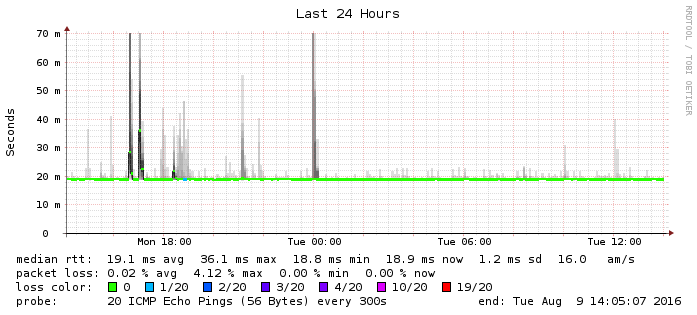 Last 24 Hours
RRDTOOL / TOBI OETIKER
Seconds
70 m
60 m
50 m
40 m
30 m
20 m
10 m
0
Mon 18:00 Tue 00:00 Tue 06:00 Tue 12:00
median rtt: 19.1 ms avg 36.1 ms max 18.8 ms min 18.9 ms now 1.2 ms sd 16.0 am/s
packet loss: 0.02 % avg 4.12 % max 0.00 % min 0.00 % now
loss color: 0 1/20 2/20 3/20 4/20 10/20 19/20
probe: 20 ICMP Echo Pings (56 Bytes) every 300s end: Tue Aug 9 14:05:07 2016